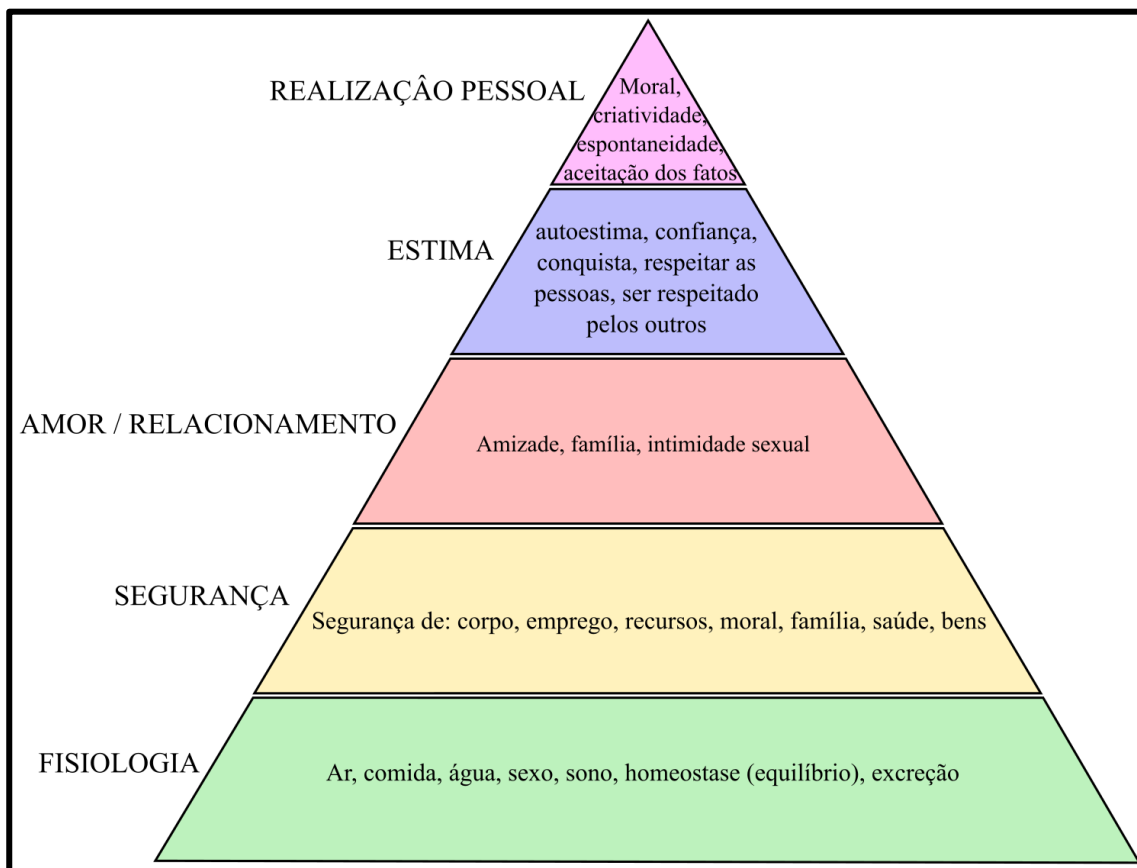 REALIZAÇÂO PESSOAL
Moral,
criatividade,
espontaneidade,
aceitação dos fatos
ESTIMA
autoestima, confiança,
conquista, respeitar as
pessoas, ser respeitado
pelos outros
AMOR / RELACIONAMENTO
Amizade, família, intimidade sexual
SEGURANÇA
Segurança de: corpo, emprego, recursos, moral, família, saúde, bens
FISIOLOGIA
Ar, comida, água, sexo, sono, homeostase (equilíbrio), excreção